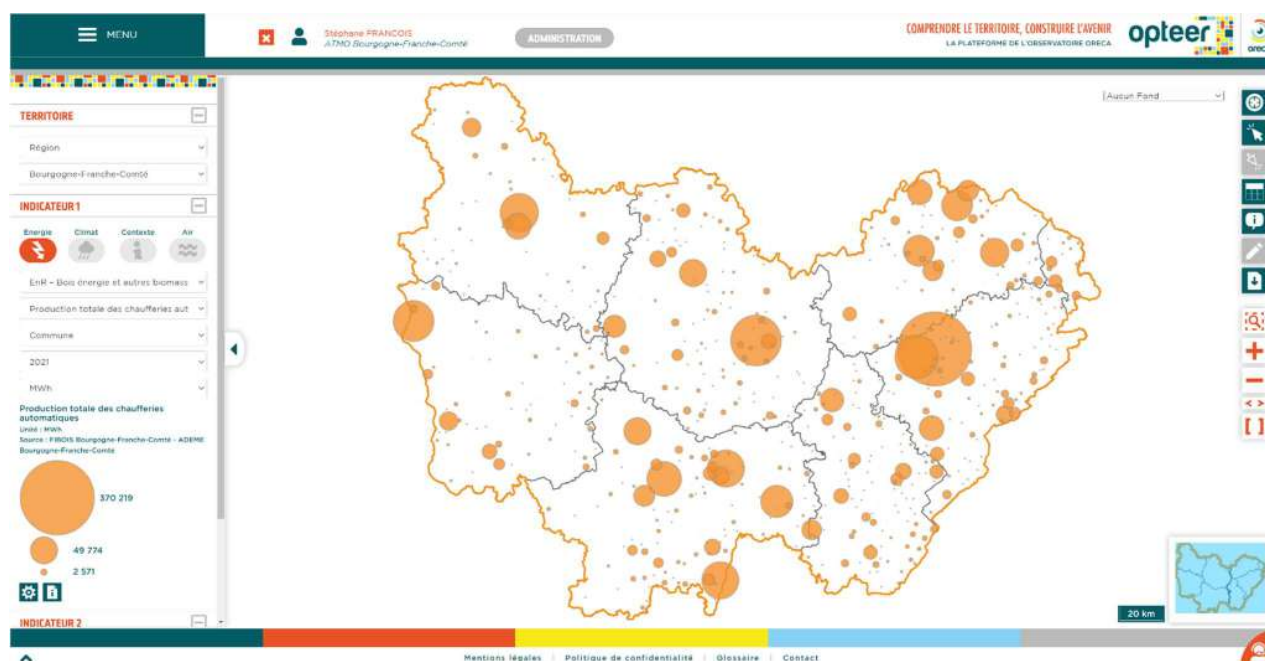 MENU
Stéphane FRANCOIS
ATMO Bourgogne-Franche-Comté
ADMINISTRATION
COMPRENDRE LE TERRITOIRE, CONSTRUIRE L'AVENIR
LA PLATEFORME DE L'OBSERVATOIRE ORECA
opteer
oreca
[Aucun Fond
TERRITOIRE
Région
Bourgogne-Franche-Comté
INDICATEUR 1
Energie Climat Contexte Air
EnR - Bois énergie et autres biomass
Production totale des chaufferies aut
Commune
2021
MWh
Production totale des chaufferies
automatiques
Unité : MWh
Source : FIBOIS Bourgogne-Franche-Comté - ADEME
Bourgogne-Franche-Comté
370 219
49 774
2 571
INDICATEUR 2
20 km
Mentions légales | Politique de confidentialité | Glossaire | Contact